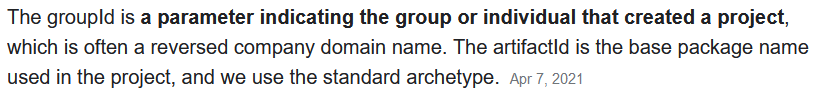 The groupId is a parameter indicating the group or individual that created a project,
which is often a reversed company domain name. The artifactId is the base package name
used in the project, and we use the standard archetype. Apr 7, 2021